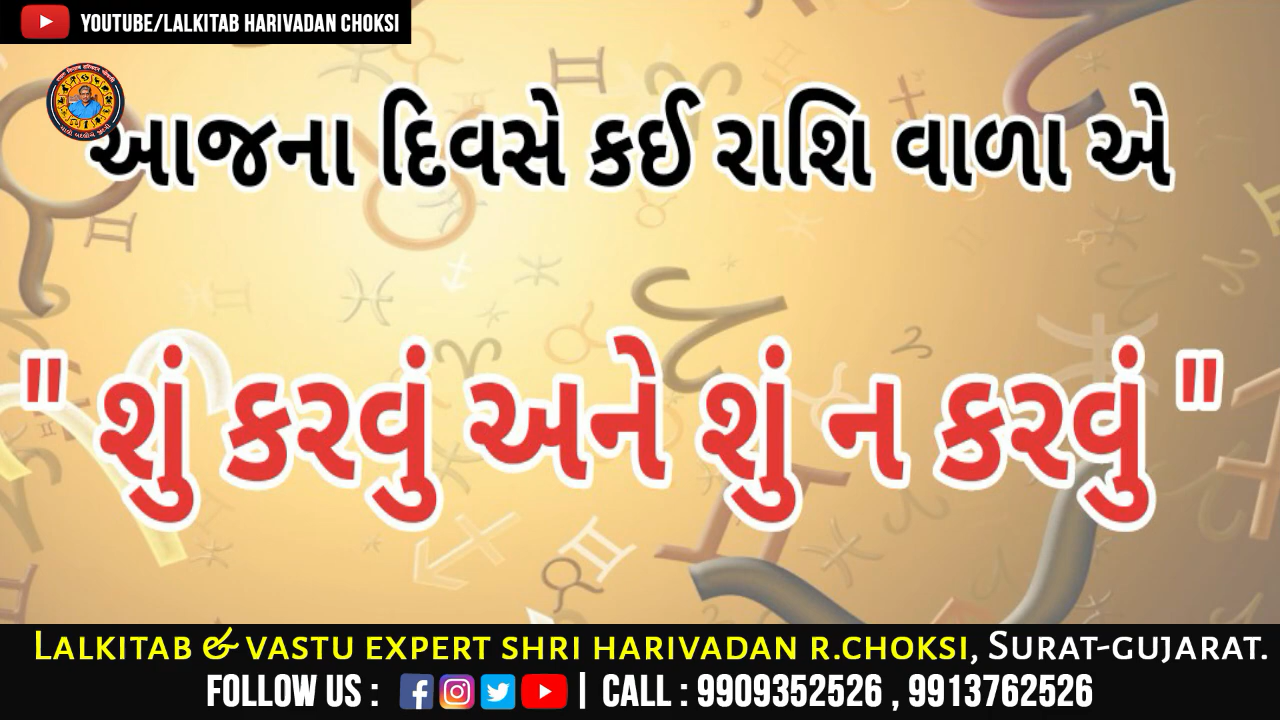 YOUTUBE/LALKITAB HARIVADAN CHOKSI
આજના દિવસે કઈ રાશિ વાળા એ
" શું કરવું અને શું ન કરવું "
LALKITAB & VASTU EXPERT SHRI HARIVADAN R.CHOKSI, SURAT-GUJARAT.
FOLLOW US : | CALL : 9909352526 , 9913762526